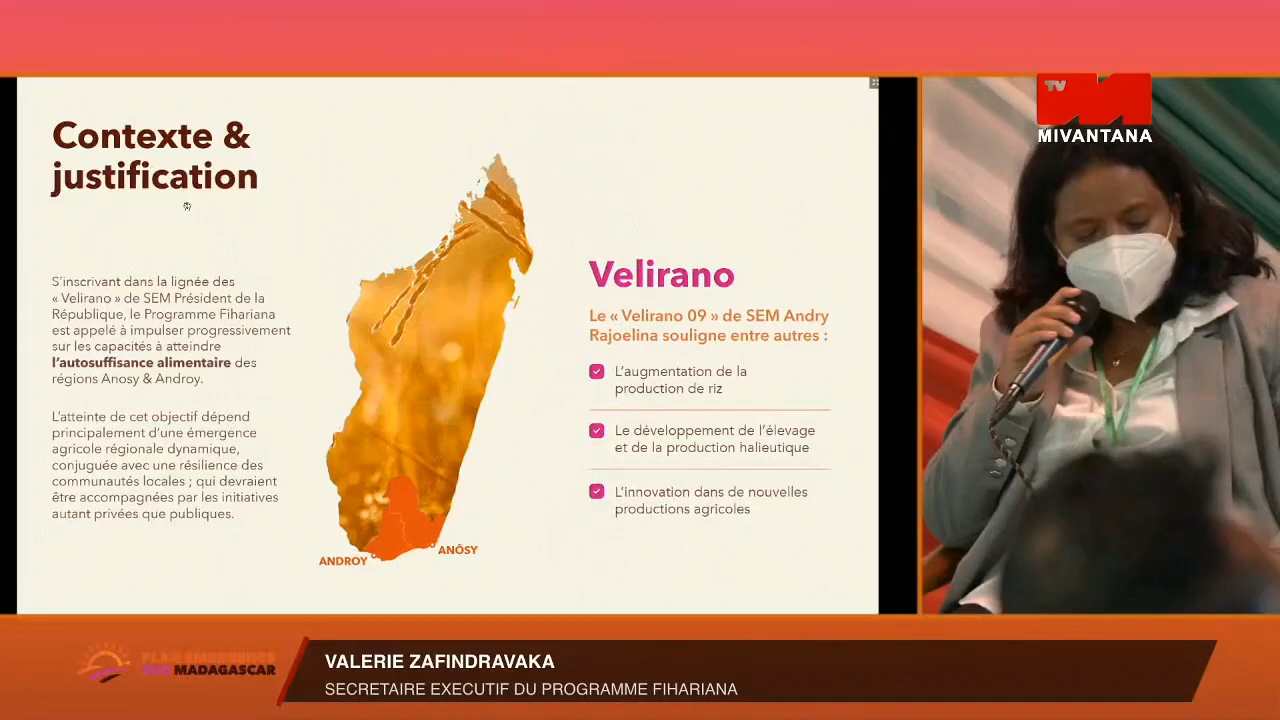 TV
MIVANTANA
Contexte &
justification
S'inscrivant dans la lignée des
« Velirano » de SEM Président de la
République, le Programme Fihariana
est appelé à impulser progressivement
sur les capacités à atteindre
l'autosuffisance alimentaire des
régions Anosy & Androy.
L'atteinte de cet objectif dépend
principalement d'une émergence
agricole régionale dynamique,
conjuguée avec une résilience des
communautés locales ; qui devraient
être accompagnées par les initiatives
autant privées que publiques.
ANDROY
ANÔSY
Velirano
Le « Velirano 09 » de SEM Andry
Rajoelina souligne entre autres :
L'augmentation de la
production de riz
Le développement de l'élevage
et de la production halieutique
L'innovation dans de nouvelles
productions agricoles
PLAN ÉMERGENCE
SUD MADAGASCAR
VALERIE ZAFINDRAVAKA
SECRETAIRE EXECUTIF DU PROGRAMME FIHARIANA